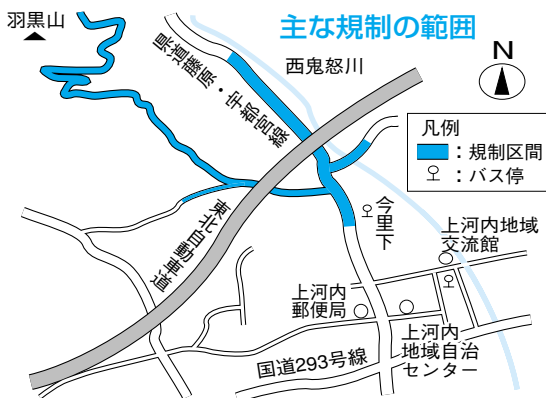 主な規制の範囲
羽黒山
県道藤原・宇都宮線
西鬼怒川
N
凡例
：規制区間
：バス停
今里下
東北自動車道
上河内地域
交流館
上河内
郵便局
上河内
地域自治
センター
国道293号線